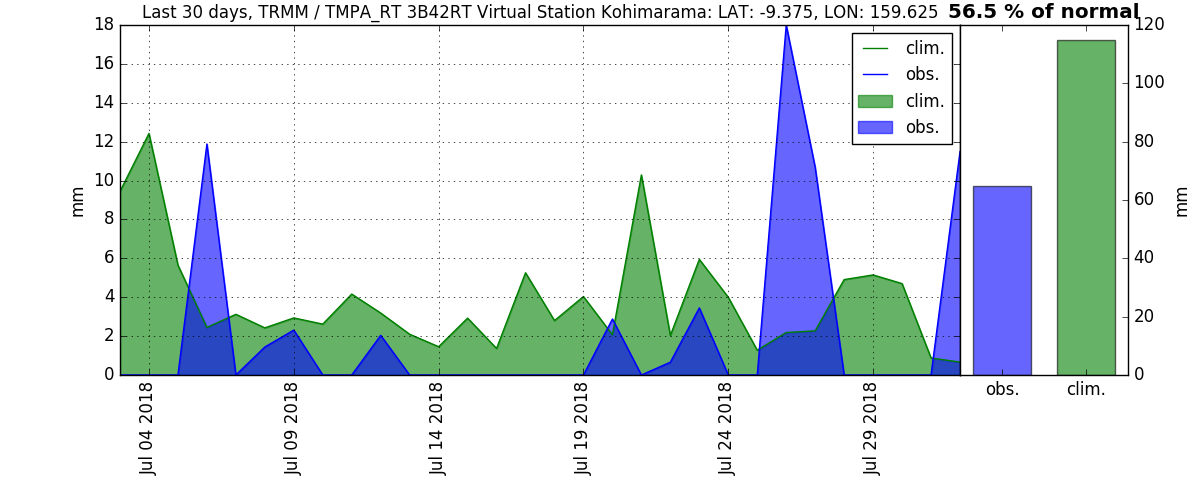 Last 30 days, TRMM / TMPA_RT 3B42RT Virtual Station Kohimarama: LAT: -9.375, LON: 159.625 56.5 % of normal
18
16
14
12
10
8
6
4
2
0
mm
clim.
obs.
clim.
obs.
Jul 04 2018
Jul 09 2018
Jul 14 2018
Jul 19 2018
Jul 24 2018
Jul 29 2018
120
100
80
60
40
20
0
mm
obs. clim.